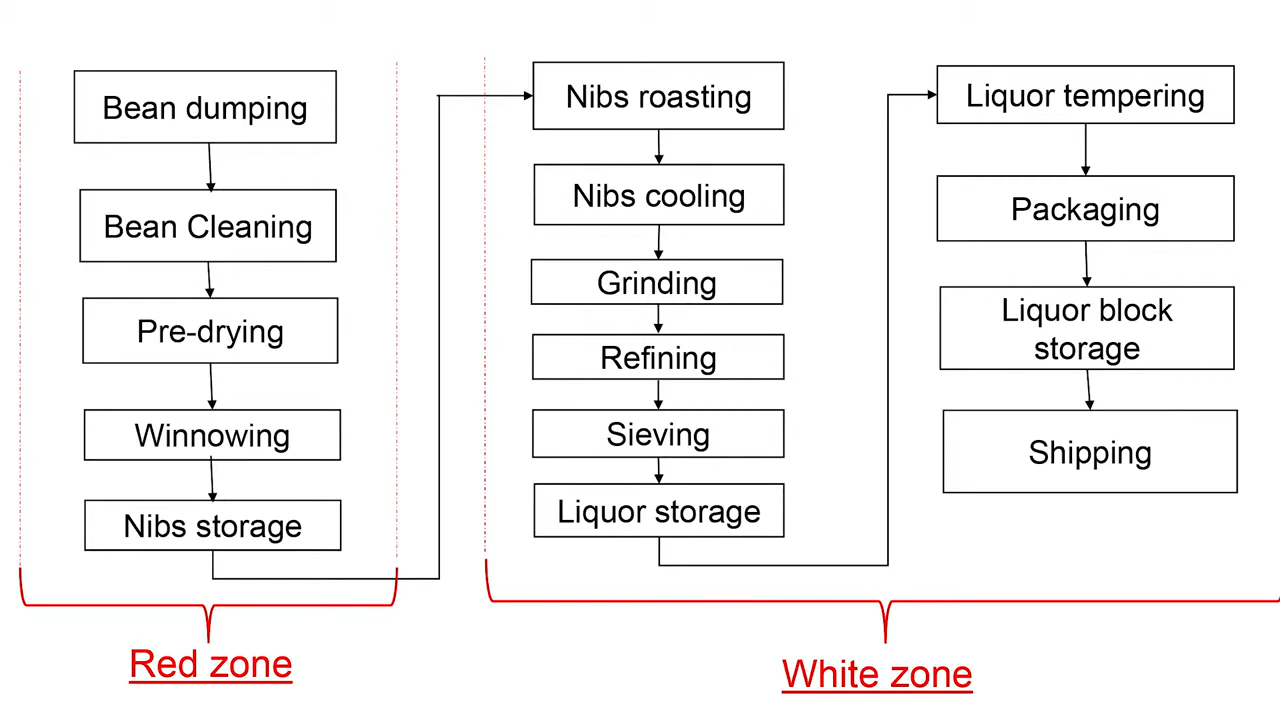 Bean dumping
Bean Cleaning
Pre-drying
Winnowing
Nibs storage
Red zone
Nibs roasting
Nibs cooling
Grinding
Refining
Sieving
Liquor storage
Liquor tempering
Packaging
Liquor block
storage
Shipping
White zone